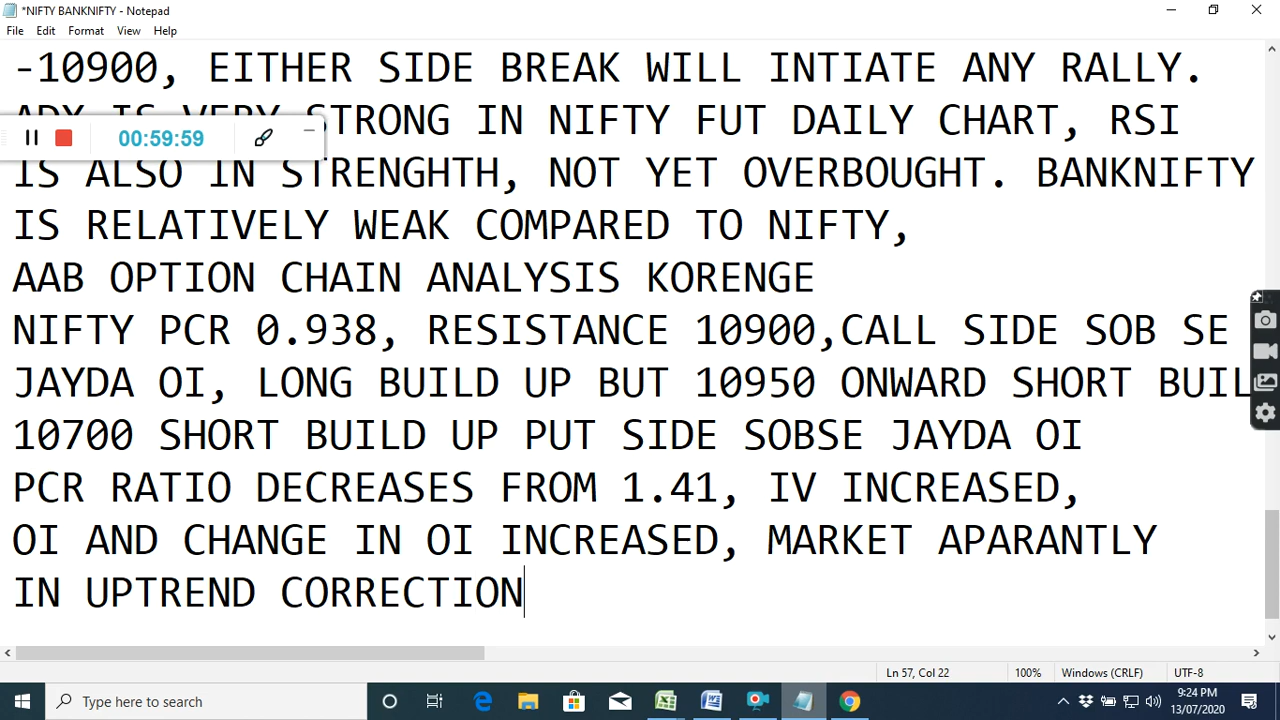 *NIFTY BANKNIFTY - Notepad
File Edit Format View Help
-10900, EITHER SIDE BREAK WILL INTIATE ANY RALLY.
ADX IS VERY STRONG IN NIFTY FUT DAILY CHART, RSI
00:59:59
IS ALSO IN STRENGHTH, NOT YET OVERBOUGHT. BANKNIFTY
IS RELATIVELY WEAK COMPARED TO NIFTY,
AAB OPTION CHAIN ANALYSIS KORENGE
NIFTY PCR 0.938, RESISTANCE 10900,CALL SIDE SOB SE
JAYDA OI, LONG BUILD UP BUT 10950 ONWARD SHORT BUIL
10700 SHORT BUILD UP PUT SIDE SOBSE JAYDA OI
PCR RATIO DECREASES FROM 1.41, IV INCREASED,
OI AND CHANGE IN OI INCREASED, MARKET APARANTLY
IN UPTREND CORRECTION
Ln 57, Col 22 100% Windows (CRLF) UTF-8
Type here to search
9:24 PM
13/07/2020